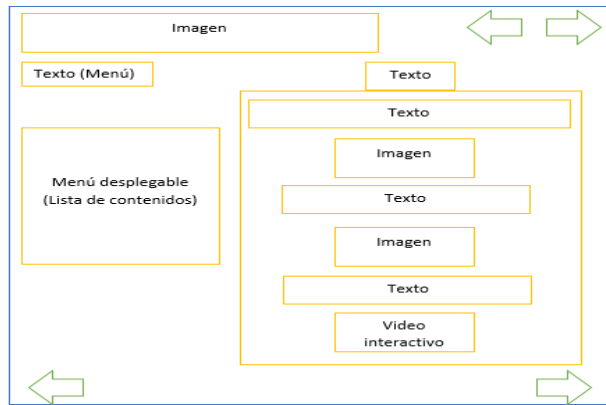 Imagen
Texto (Menú)
Texto
Texto
Imagen
Menú desplegable
(Lista de contenidos)
Texto
Imagen
Texto
Video
interactivo